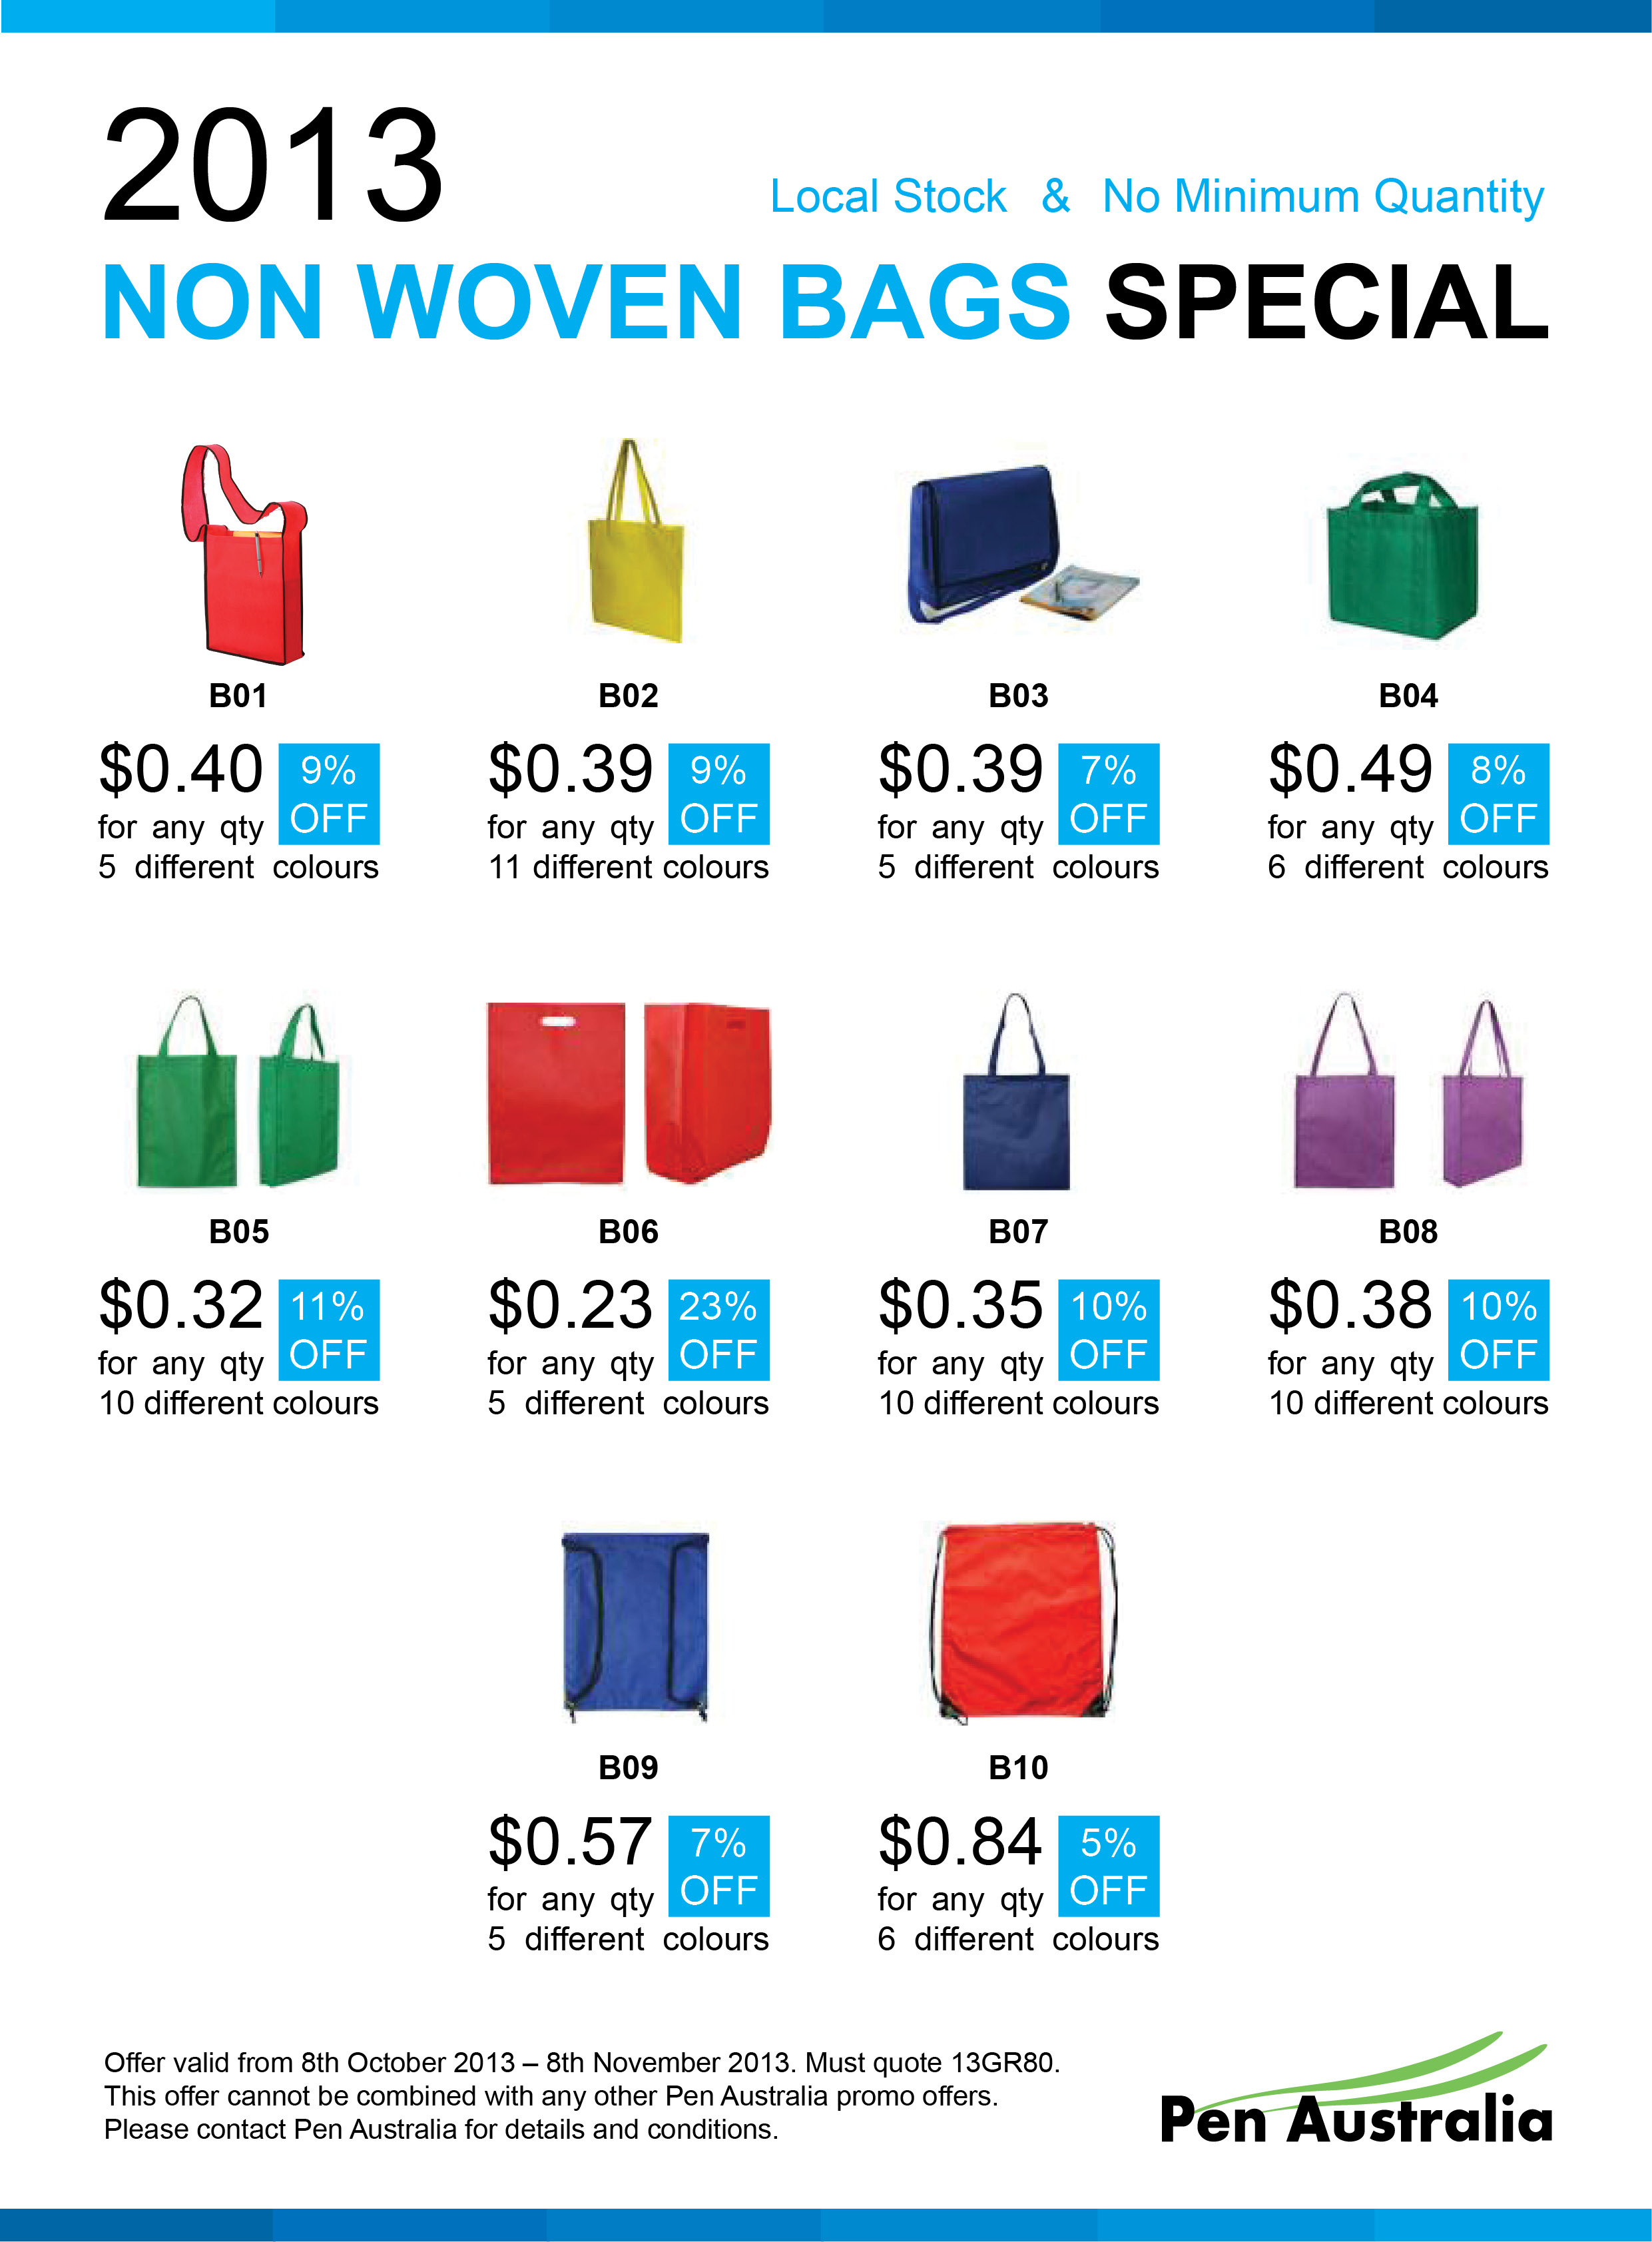 2013
Local Stock & No Minimum Quantity
NON WOVEN BAGS SPECIAL
B01
$0.40
9%
OFF
for any qty
5 different colours
B02
$0.39
9%
OFF
for any qty
11 different colours
B03
$0.39
7%
OFF
for any qty
5 different colours
B04
$0.49
8%
OFF
for any qty
6 different colours
B05
$0.32
11%
OFF
for any qty
10 different colours
B06
$0.23
23%
OFF
for any qty
5 different colours
B07
$0.35
10%
OFF
for any qty
10 different colours
B08
$0.38
10%
OFF
for any qty
10 different colours
B09
$0.57
7%
OFF
for any qty
5 different colours
B10
$0.84
5%
OFF
for any qty
6 different colours
Offer valid from 8th October 2013 – 8th November 2013. Must quote 13GR80.
This offer cannot be combined with any other Pen Australia promo offers.
Please contact Pen Australia for details and conditions.
Pen Australia